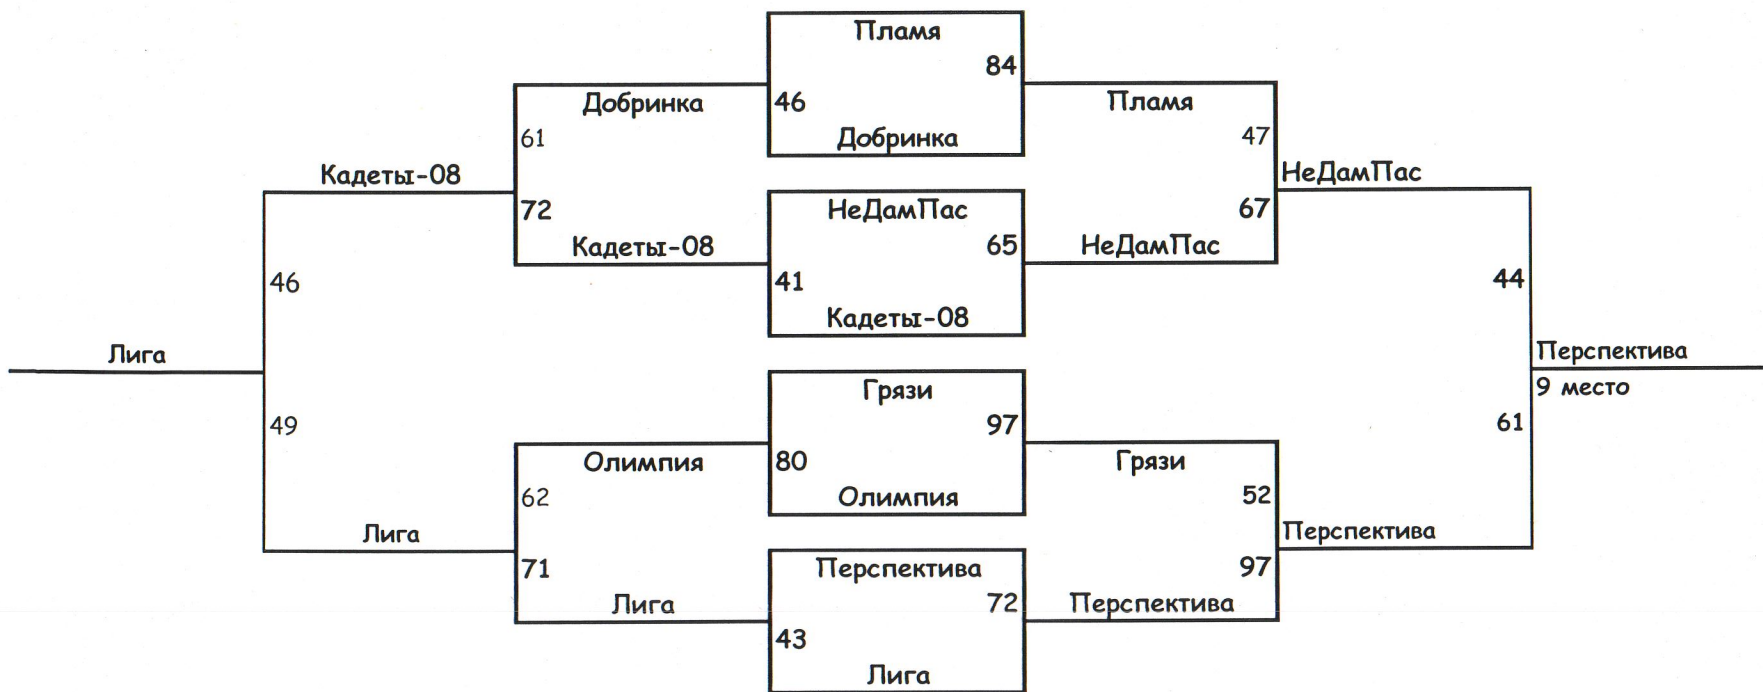 Пламя
84
Добринка
46
Пламя
61
47
Добринка
Кадеты-08
НеДамПас
72
НеДамПас
67
Кадеты-08
65
НеДамПас
46
41
44
Кадеты-08
Лига
Перспектива
9 место
Грязи
49
97
61
Олимпия
80
Грязи
62
Олимпия
52
Лига
Перспектива
71
Перспектива
97
Лига
72
Перспектива
43
Лига